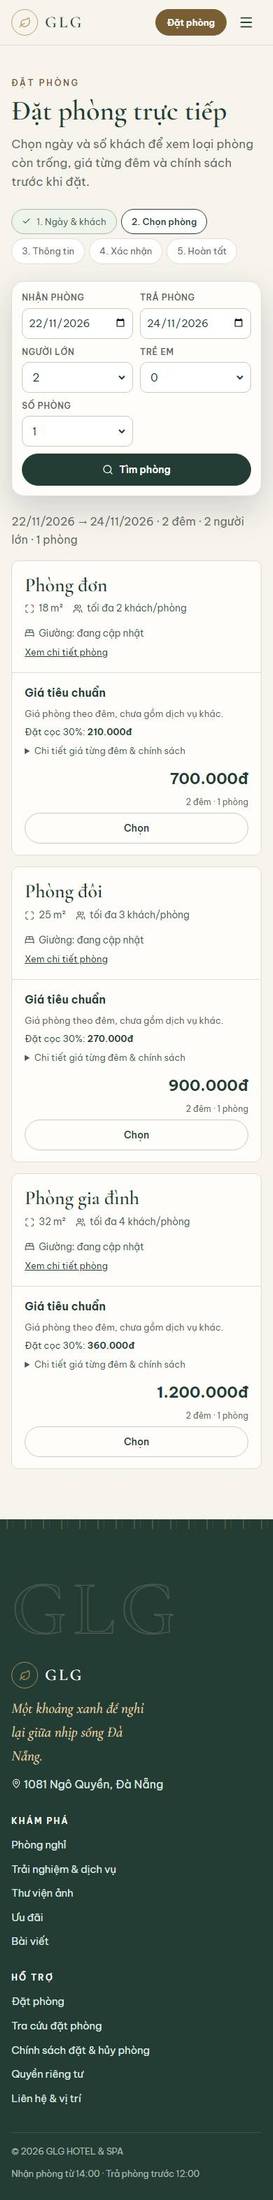 GLG
Đặt phòng
ĐẶT PHÒNG
Đặt phòng trực tiếp
Chọn ngày và số khách để xem loại phòng
còn trống, giá từng đêm và chính sách
trước khi đặt.
1. Ngày & khách
2. Chọn phòng
3. Thông tin
4. Xác nhận
5. Hoàn tất
NHẬN PHÒNG
TRẢ PHÒNG
22/11/2026
24/11/2026
NGƯỜI LỚN
TRẺ EM
2
0
SỐ PHÒNG
1
Tìm phòng
22/11/2026 → 24/11/2026 · 2 đêm · 2 người
lớn · 1 phòng
Phòng đơn
18 m² tối đa 2 khách/phòng
Giường: đang cập nhật
Xem chi tiết phòng
Giá tiêu chuẩn
Giá phòng theo đêm, chưa gồm dịch vụ khác.
Đặt cọc 30%: 210.000đ
Chi tiết giá từng đêm & chính sách
700.000đ
2 đêm · 1 phòng
Chọn
Phòng đôi
25 m² tối đa 3 khách/phòng
Giường: đang cập nhật
Xem chi tiết phòng
Giá tiêu chuẩn
Giá phòng theo đêm, chưa gồm dịch vụ khác.
Đặt cọc 30%: 270.000đ
Chi tiết giá từng đêm & chính sách
900.000đ
2 đêm · 1 phòng
Chọn
Phòng gia đình
32 m² tối đa 4 khách/phòng
Giường: đang cập nhật
Xem chi tiết phòng
Giá tiêu chuẩn
Giá phòng theo đêm, chưa gồm dịch vụ khác.
Đặt cọc 30%: 360.000đ
Chi tiết giá từng đêm & chính sách
1.200.000đ
2 đêm · 1 phòng
Chọn
GLG
GLG
Một khoảng xanh để nghỉ
lại giữa nhịp sống Đà
Nẵng.
1081 Ngô Quyền, Đà Nẵng
KHÁM PHÁ
Phòng nghỉ
Trải nghiệm & dịch vụ
Thư viện ảnh
Ưu đãi
Bài viết
HỖ TRỢ
Đặt phòng
Tra cứu đặt phòng
Chính sách đặt & hủy phòng
Quyền riêng tư
Liên hệ & vị trí
© 2026 GLG HOTEL & SPA
Nhận phòng từ 14:00 · Trả phòng trước 12:00